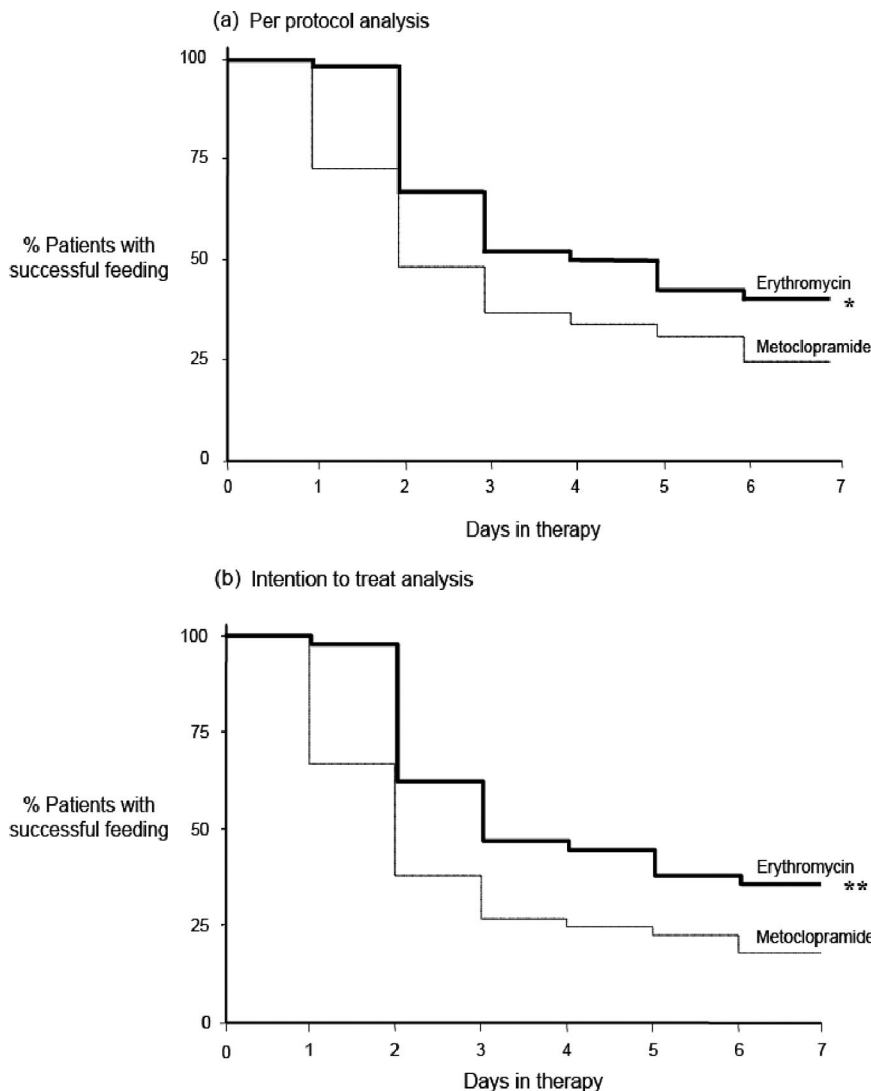 (a) Per protocol analysis
100
75
% Patients with
successful feeding
50
Erythromycin
*
Metoclopramide
25
0
0 1 2 3 4 5 6 7
Days in therapy
(b) Intention to treat analysis
100
75
% Patients with
successful feeding
50
Erythromycin
**
25
Metoclopramide
0
0 1 2 3 4 5 6 7
Days in therapy